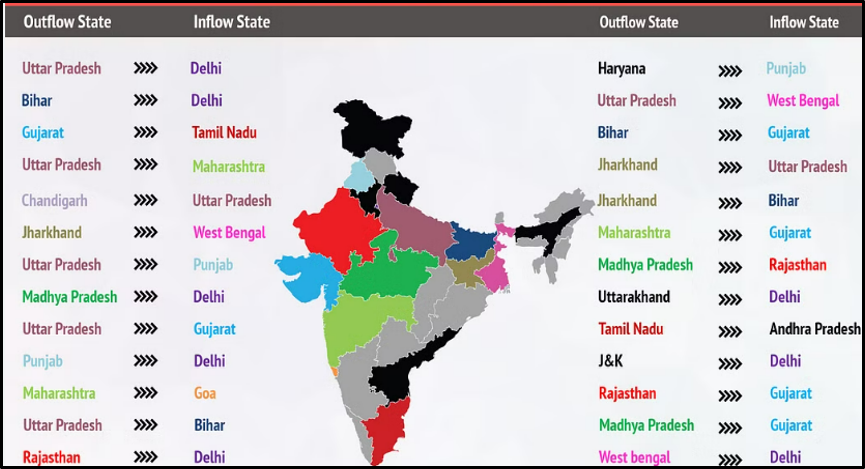 Outflow State Inflow State Outflow State Inflow State
Uttar Pradesh »»» Delhi Haryana »»» Punjab
Bihar »»» Delhi Uttar Pradesh »»» West Bengal
Gujarat »»» Tamil Nadu Bihar »»» Gujarat
Uttar Pradesh »»» Maharashtra Jharkhand »»» Uttar Pradesh
Chandigarh »»» Uttar Pradesh Jharkhand »»» Bihar
Jharkhand »»» West Bengal Maharashtra »»» Gujarat
Uttar Pradesh »»» Punjab Madhya Pradesh »»» Rajasthan
Madhya Pradesh »»» Delhi Uttarakhand »»» Delhi
Uttar Pradesh »»» Gujarat Tamil Nadu »»» Andhra Pradesh
Punjab »»» Delhi J&K »»» Delhi
Maharashtra »»» Goa Rajasthan »»» Gujarat
Uttar Pradesh »»» Bihar Madhya Pradesh »»» Gujarat
Rajasthan »»» Delhi West bengal »»» Delhi